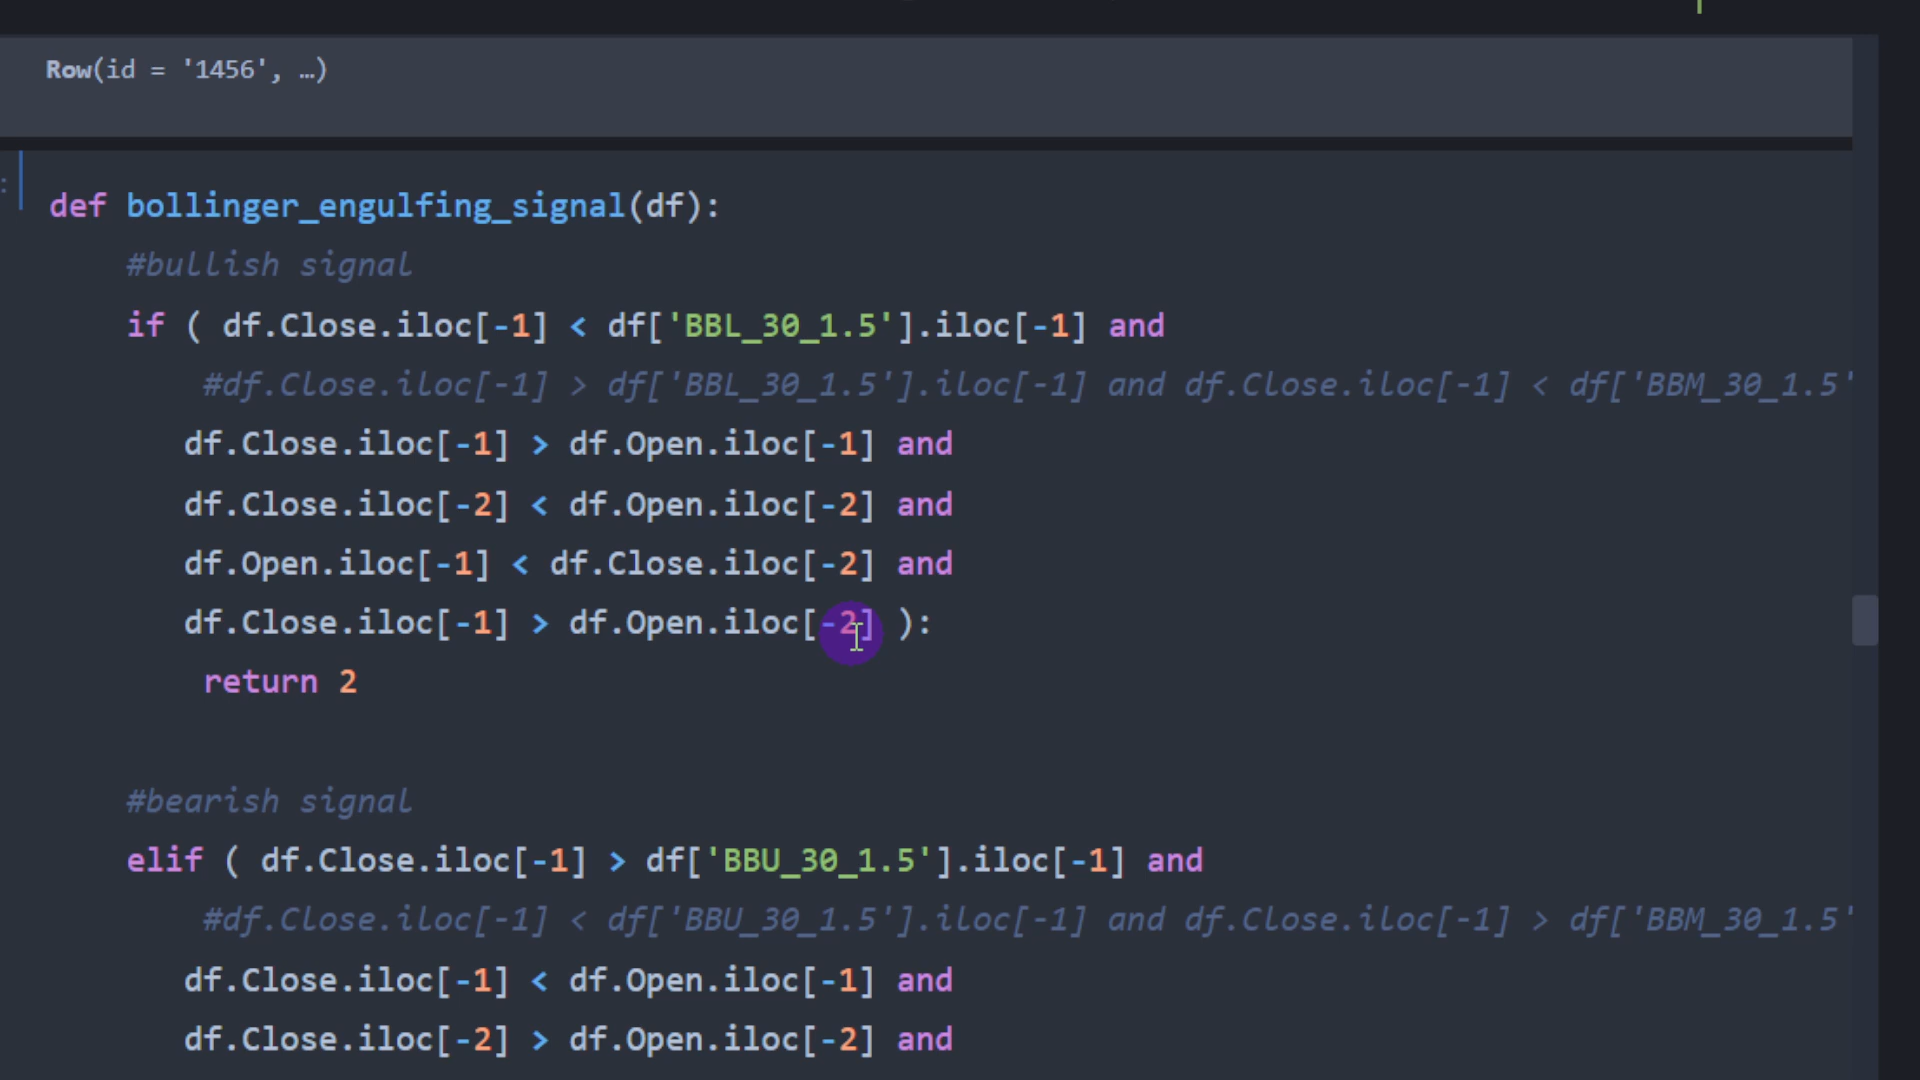 Row(id = '1456', …)
def bollinger_engulfing_signal(df):
#bullish signal
if ( df.Close.iloc[-1] < df['BBL_30_1.5'].iloc[-1] and
#df.Close.iloc[-1] > df['BBL_30_1.5'].iloc[-1] and df.Close.iloc[-1] < df['BBM_30_1.5'
df.Close.iloc[-1] > df.Open.iloc[-1] and
df.Close.iloc[-2] < df.Open.iloc[-2] and
df.Open.iloc[-1] < df.Close.iloc[-2] and
df.Close.iloc[-1] > df.Open.iloc[-2] ):
return 2
#bearish signal
elif ( df.Close.iloc[-1] > df['BBU_30_1.5'].iloc[-1] and
#df.Close.iloc[-1] < df['BBU_30_1.5'].iloc[-1] and df.Close.iloc[-1] > df['BBM_30_1.5'
df.Close.iloc[-1] < df.Open.iloc[-1] and
df.Close.iloc[-2] > df.Open.iloc[-2] and